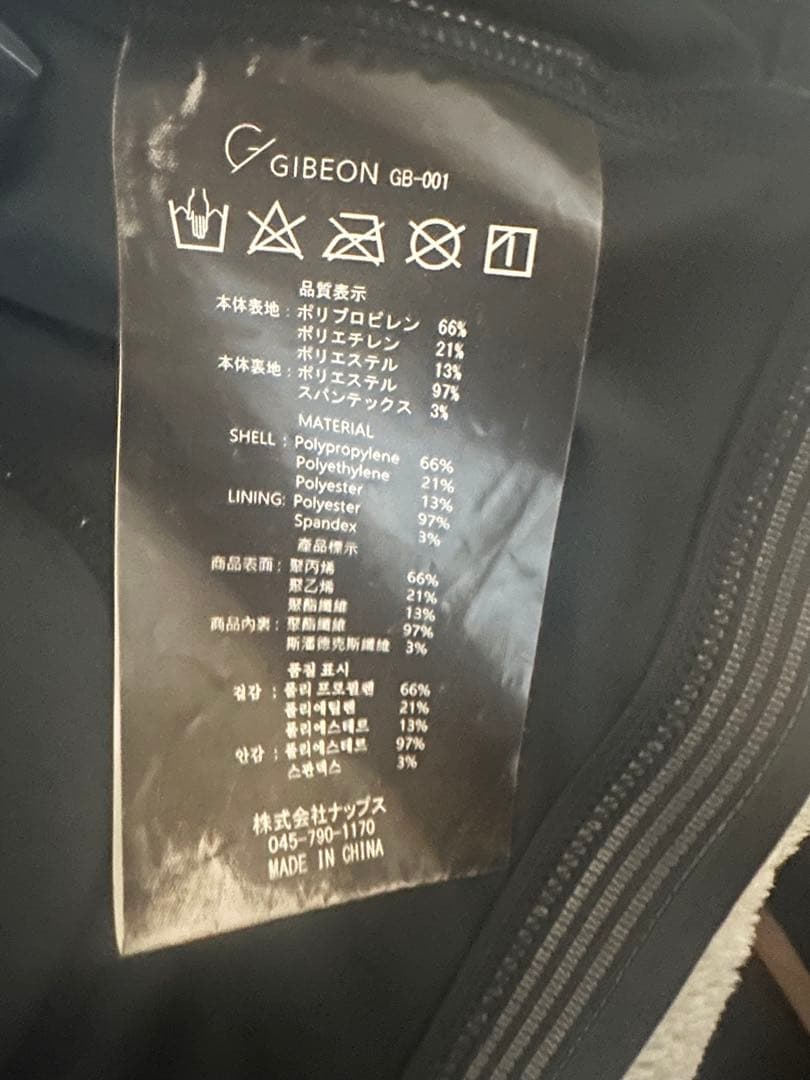 GIBEON GB-001
品質表示
本体表地：ポリプロピレン 66%
ポリエチレン 21%
ポリエステル 13%
本体裏地：ポリエステル 97%
スパンテックス 3%
MATERIAL
SHELL : Polypropylene 66%
Polyethylene 21%
Polyester 13%
LINING: Polyester 97%
Spandex 3%
產品標示
商品表面：聚丙烯 66%
聚乙烯 21%
聚酯纖維 13%
商品內裏：聚酯纖維 97%
斯潘德克斯纖維 3%
품질 표시
겉감 : 폴리 프로필렌 66%
폴리에틸렌 21%
폴리에스테르 13%
안감 : 폴리에스테르 97%
스판덱스 3%
株式会社ナップス
045-790-1170
MADE IN CHINA